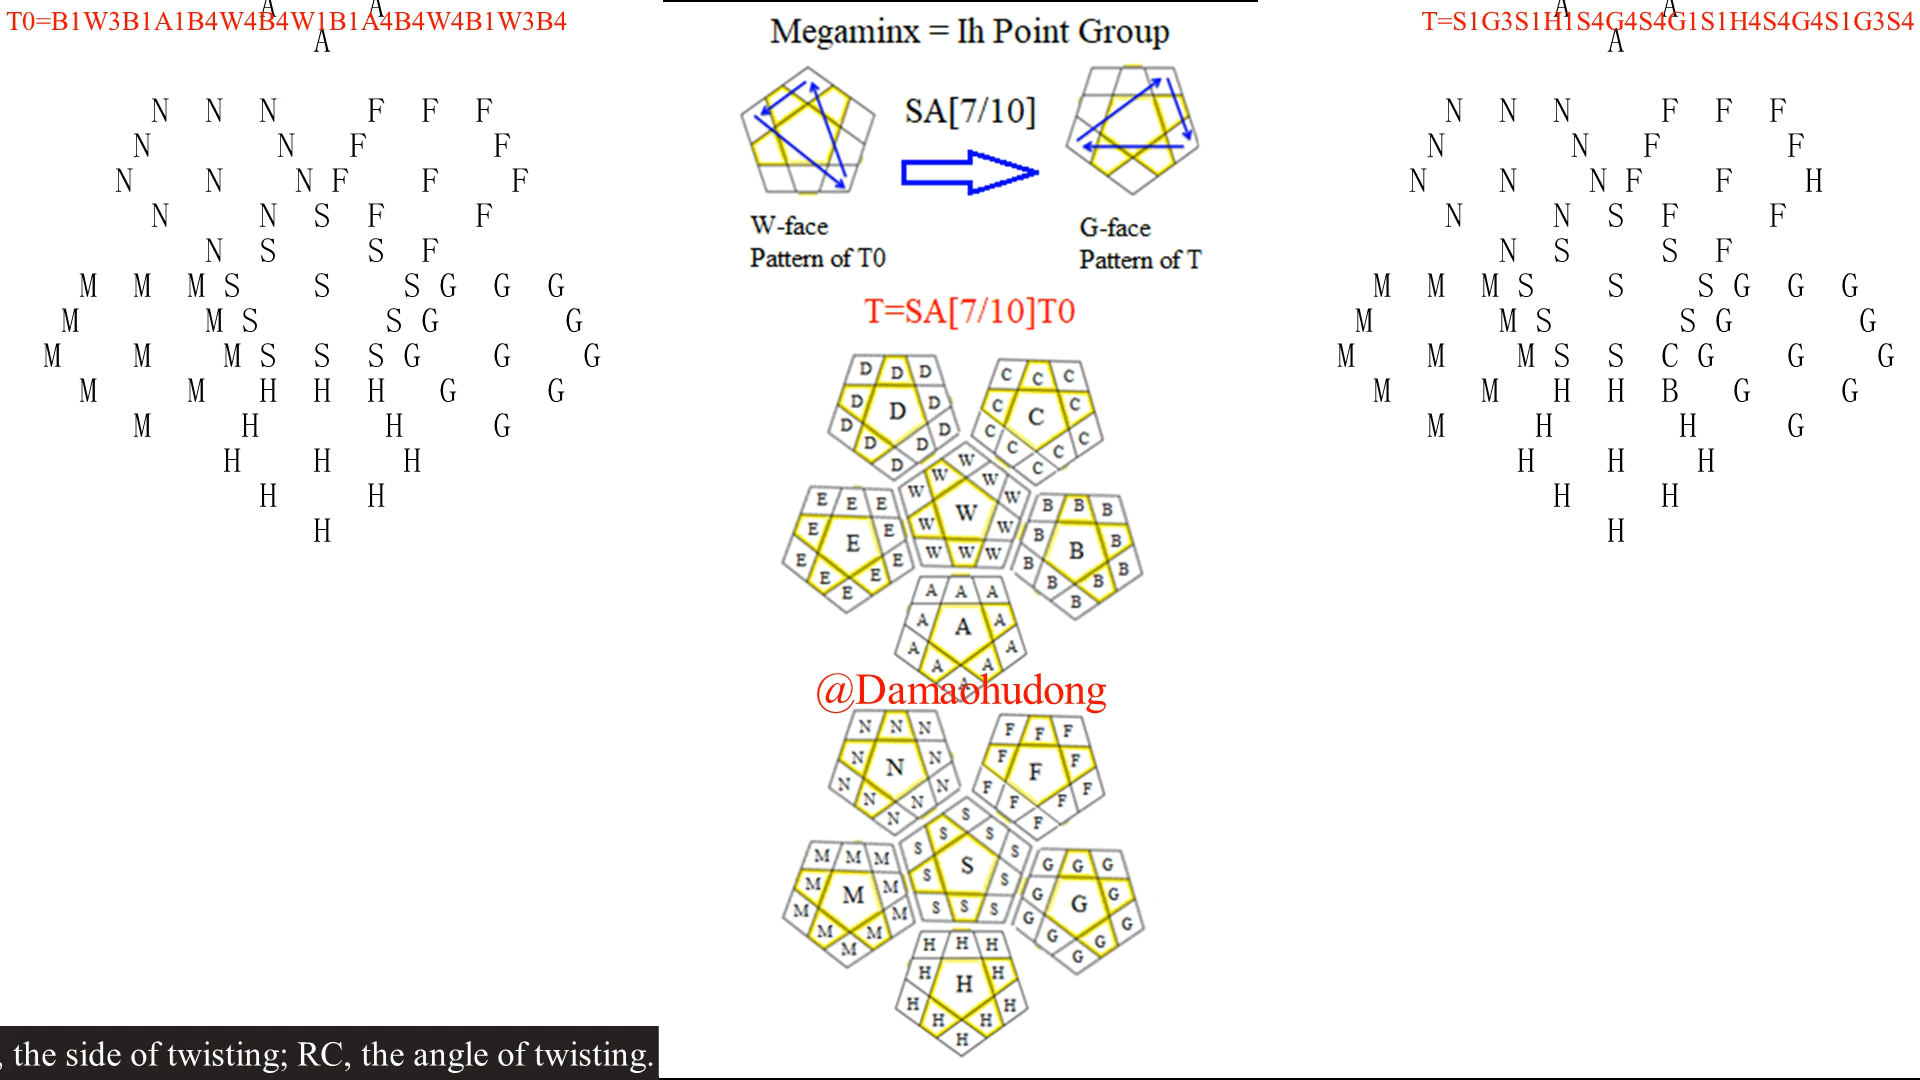 T0=B1W3B1A1B4W4B4W1B1A4B4W4B1W3B4
A A
A
N N N F F F
N N F F
N N N F F F
N N S F F
N S S F
M M M S S S G G G
M M S S G G
M M M S S S G G G
M M H H H G G
M H H G
H H H
H H
H
, the side of twisting; RC, the angle of twisting.
Megaminx = Ih Point Group
SA[7/10]
W-face
Pattern of T0
G-face
Pattern of T
T=SA[7/10]T0
D D D
D D D
D D
D D
D
C C C
C C C
C C
C C
C
W
W W
W W
W W W
W W W
E E E
E E E
E E
E E
E
B B B
B B B
B B
B B
B
A A A
A A A
A A
A A
A
@Damaohudong
N N N
N N N
N N
N N
N
F F F
F F F
F F
F F
F
S
S S
S S
S S S
S S S
M M M
M M M
M M
M M
M
G G G
G G G
G G
G G
G
H H H
H H H
H H
H H
H
T=S1G3S1H1S4G4S4G1S1H4S4G4S1G3S4
A A
A
N N N F F F
N N F F
N N N F F H
N N S F F
N S S F
M M M S S S G G G
M M S S G G
M M M S S C G G G
M M H H B G G
M H H G
H H H
H H
H